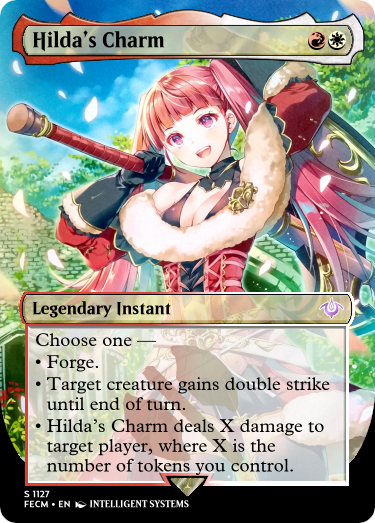 Hilda's Charm
Legendary Instant
Choose one —
• Forge.
• Target creature gains double strike
until end of turn.
• Hilda's Charm deals X damage to
target player, where X is the
number of tokens you control.
S 1127
FECM • EN INTELLIGENT SYSTEMS